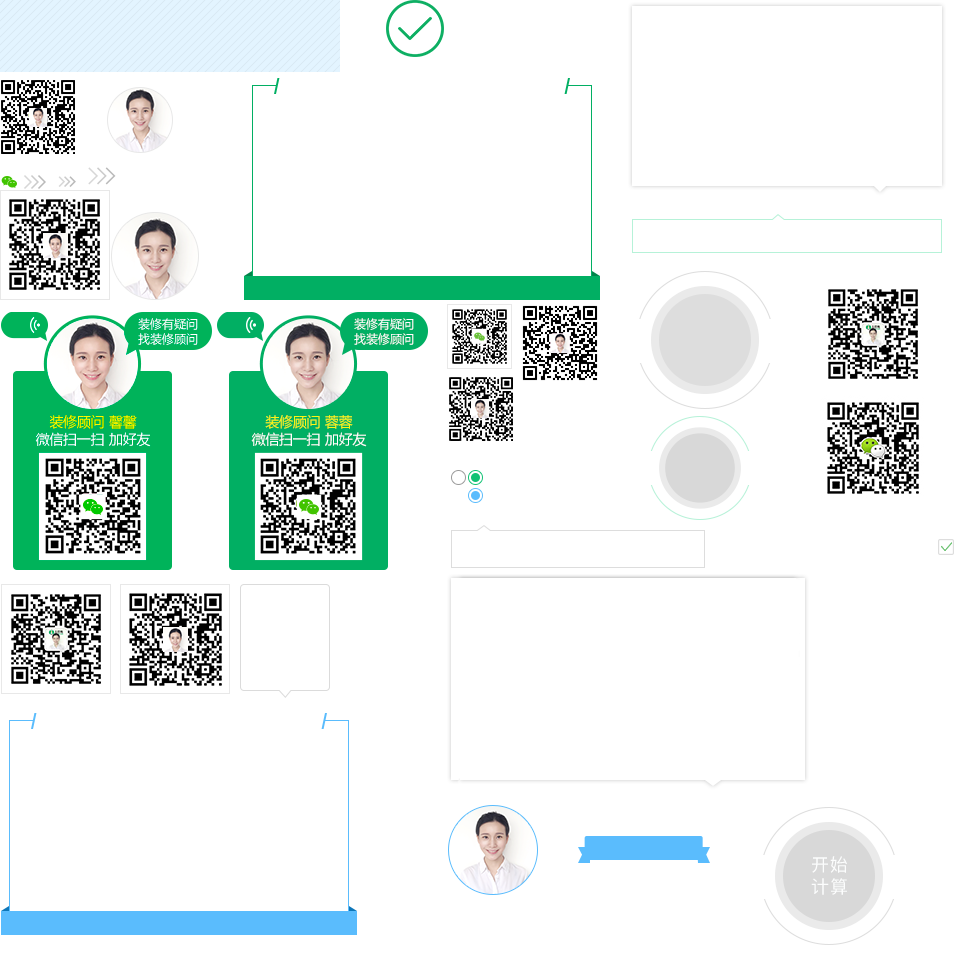 装修有疑问
找装修顾问
装修顾问 馨馨
微信扫一扫 加好友
装修有疑问
找装修顾问
装修顾问 蓉蓉
微信扫一扫 加好友
开始
计算